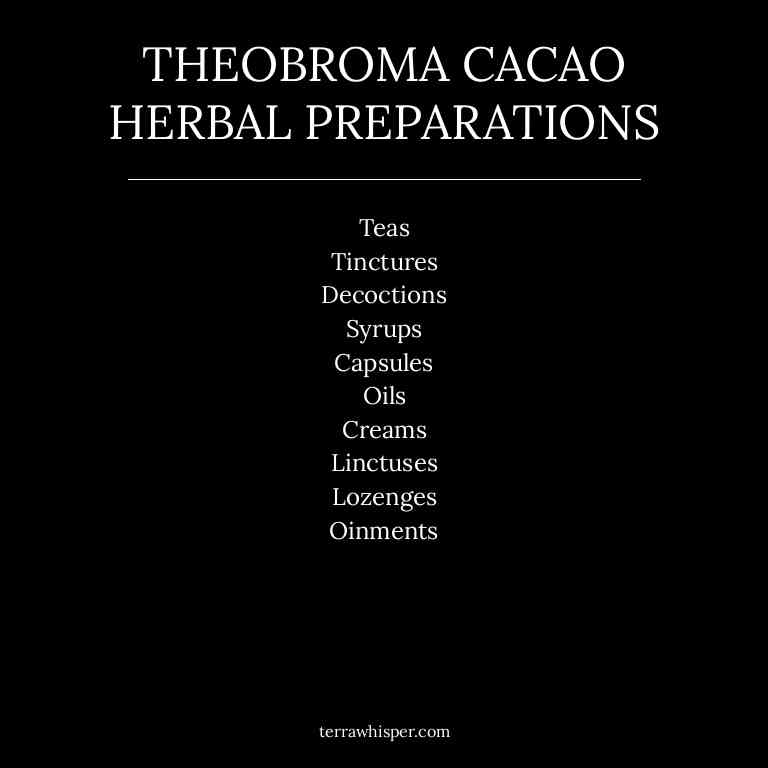 THEOBROMA CACAO
HERBAL PREPARATIONS
Teas
Tinctures
Decoctions
Syrups
Capsules
Oils
Creams
Linctuses
Lozenges
Oinments
terrawhisper.com